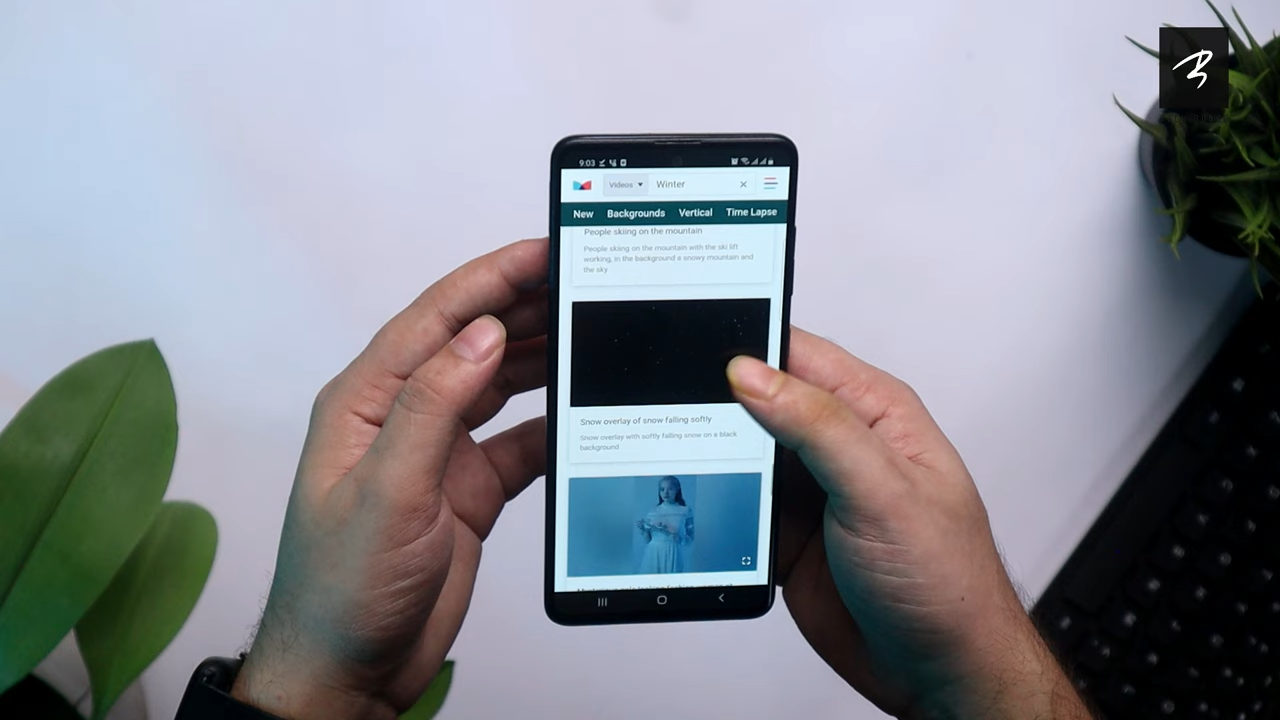 9:03
Videos
Winter
New Backgrounds Vertical Time Lapse
People skiing on the mountain
People skiing on the mountain with the ski lift
working, in the background a snowy mountain and
the sky
Snow overlay of snow falling softly
Snow overlay with softly falling snow on a black
background